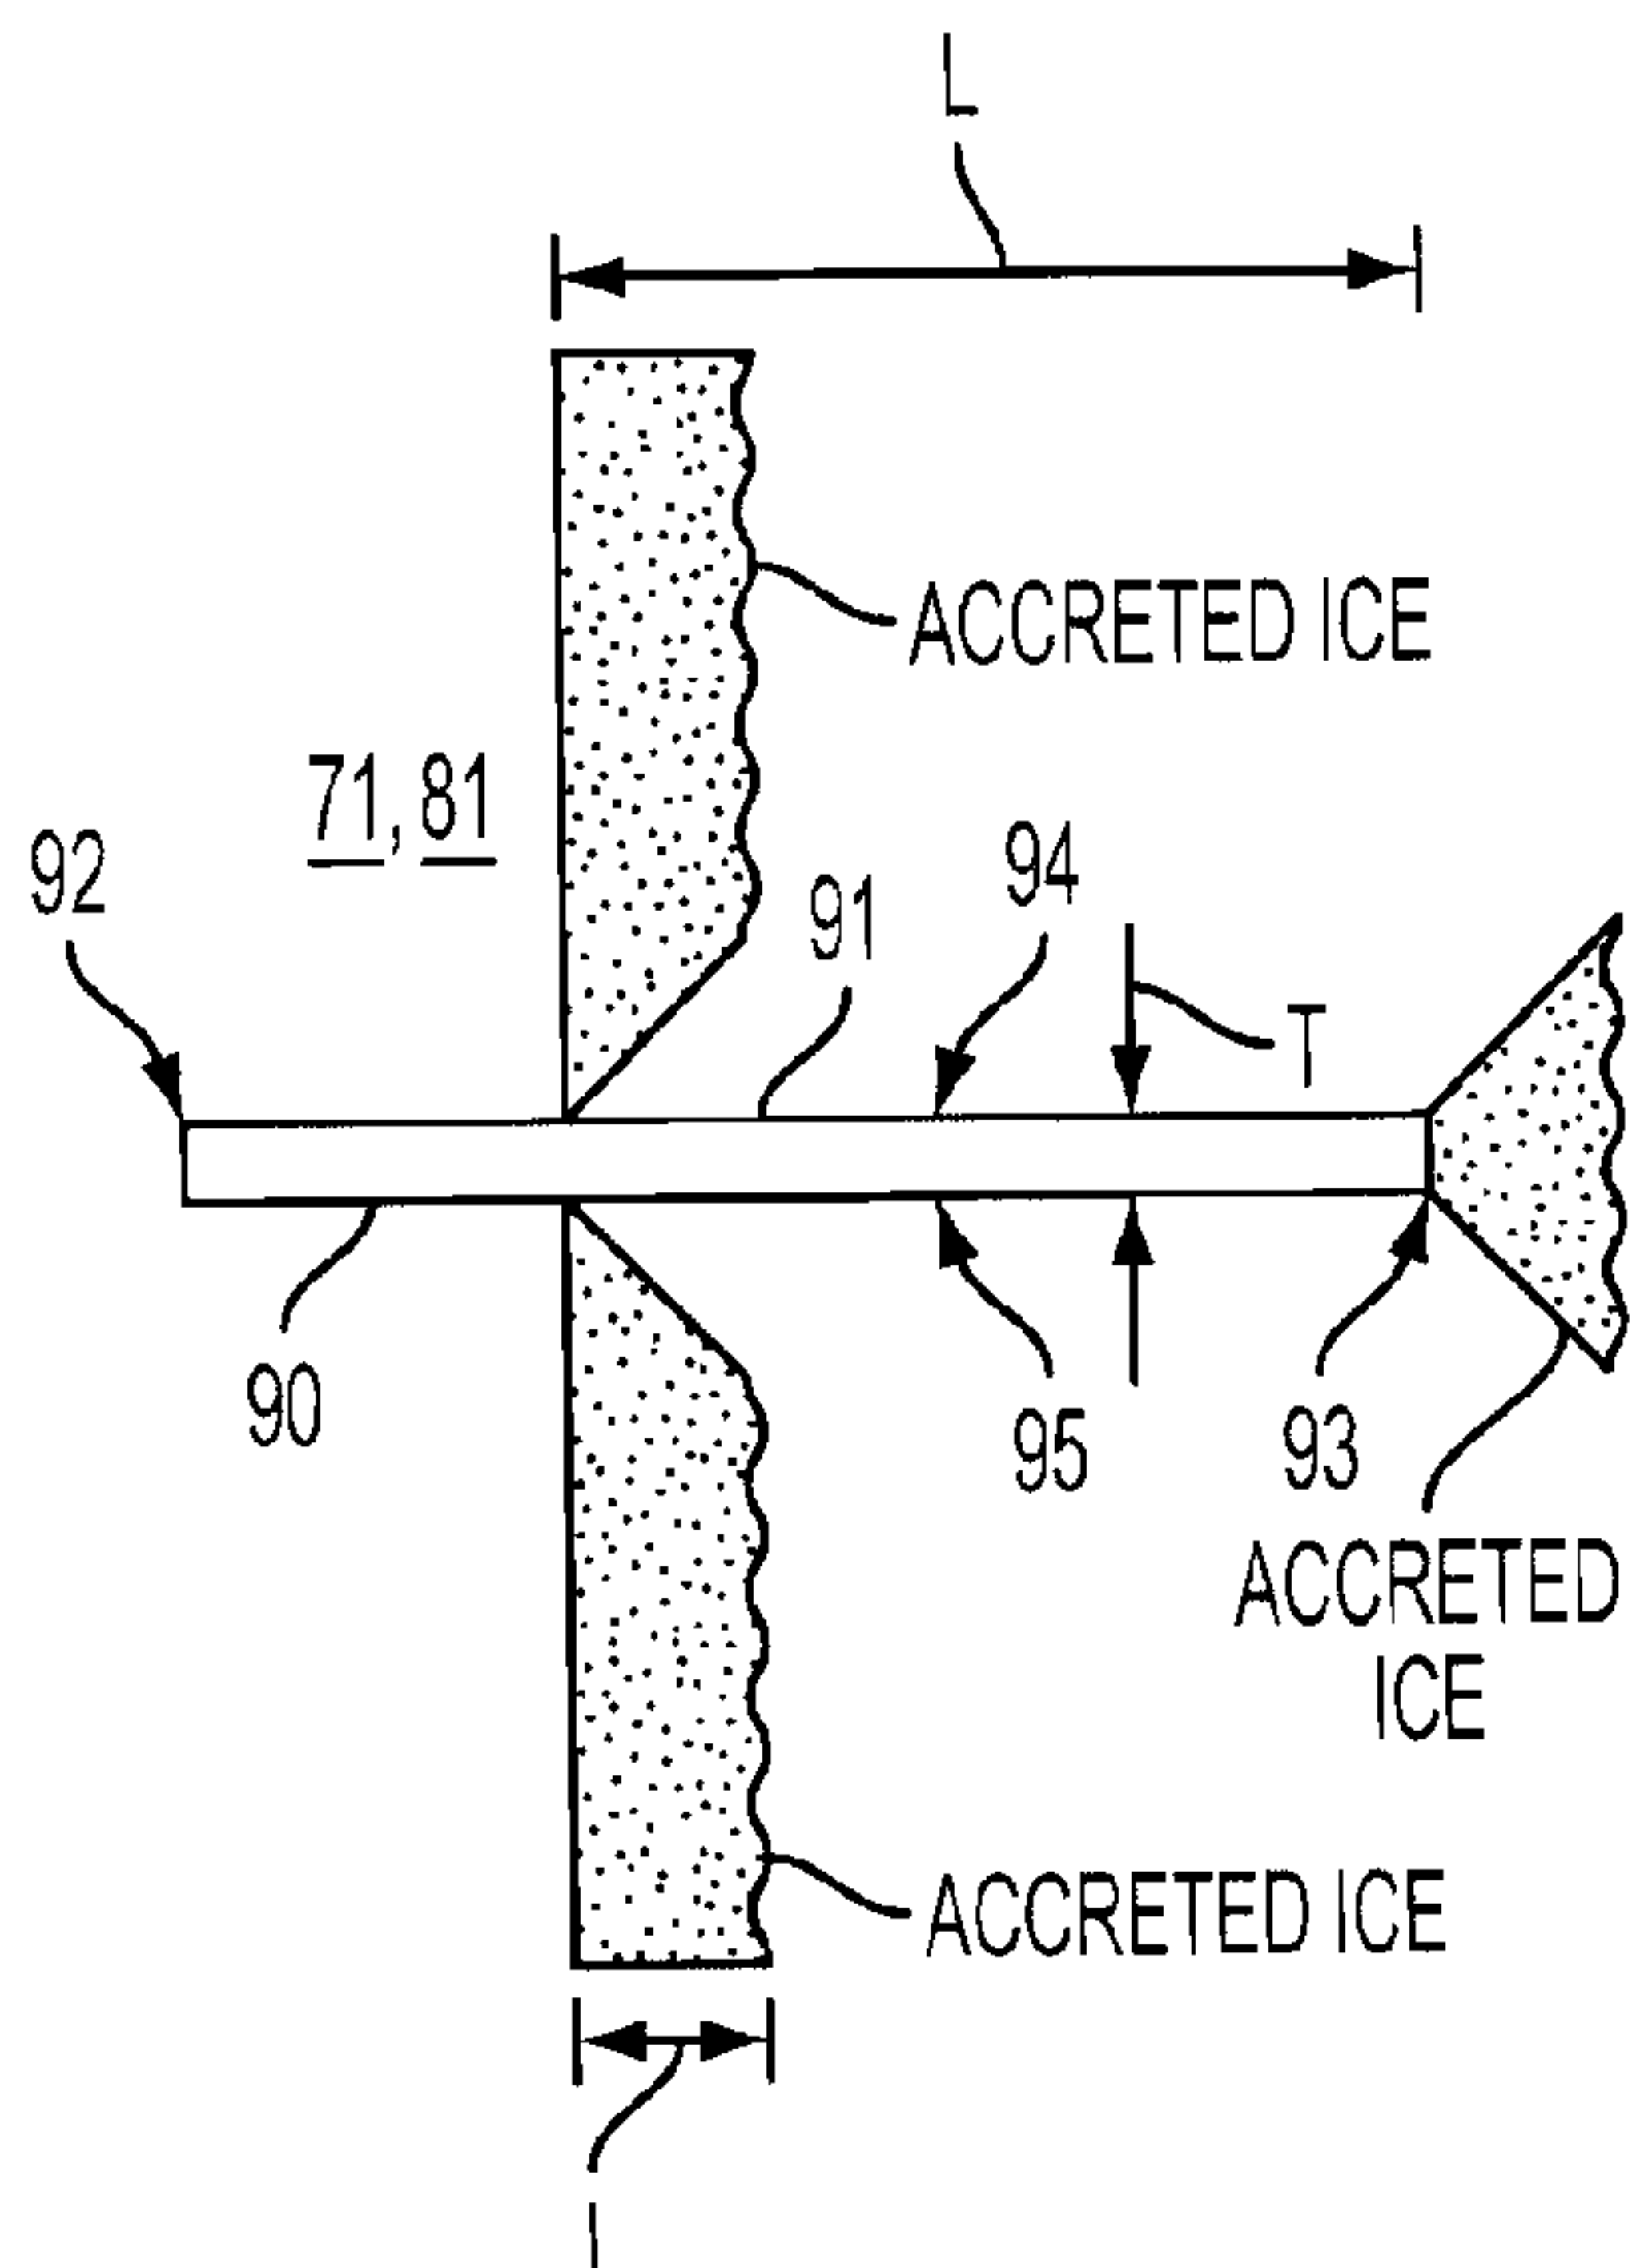 L
ACCRETED ICE
71, 81
92
94
91
T
90
95
93
ACCRETED
ICE
ACCRETED ICE
I